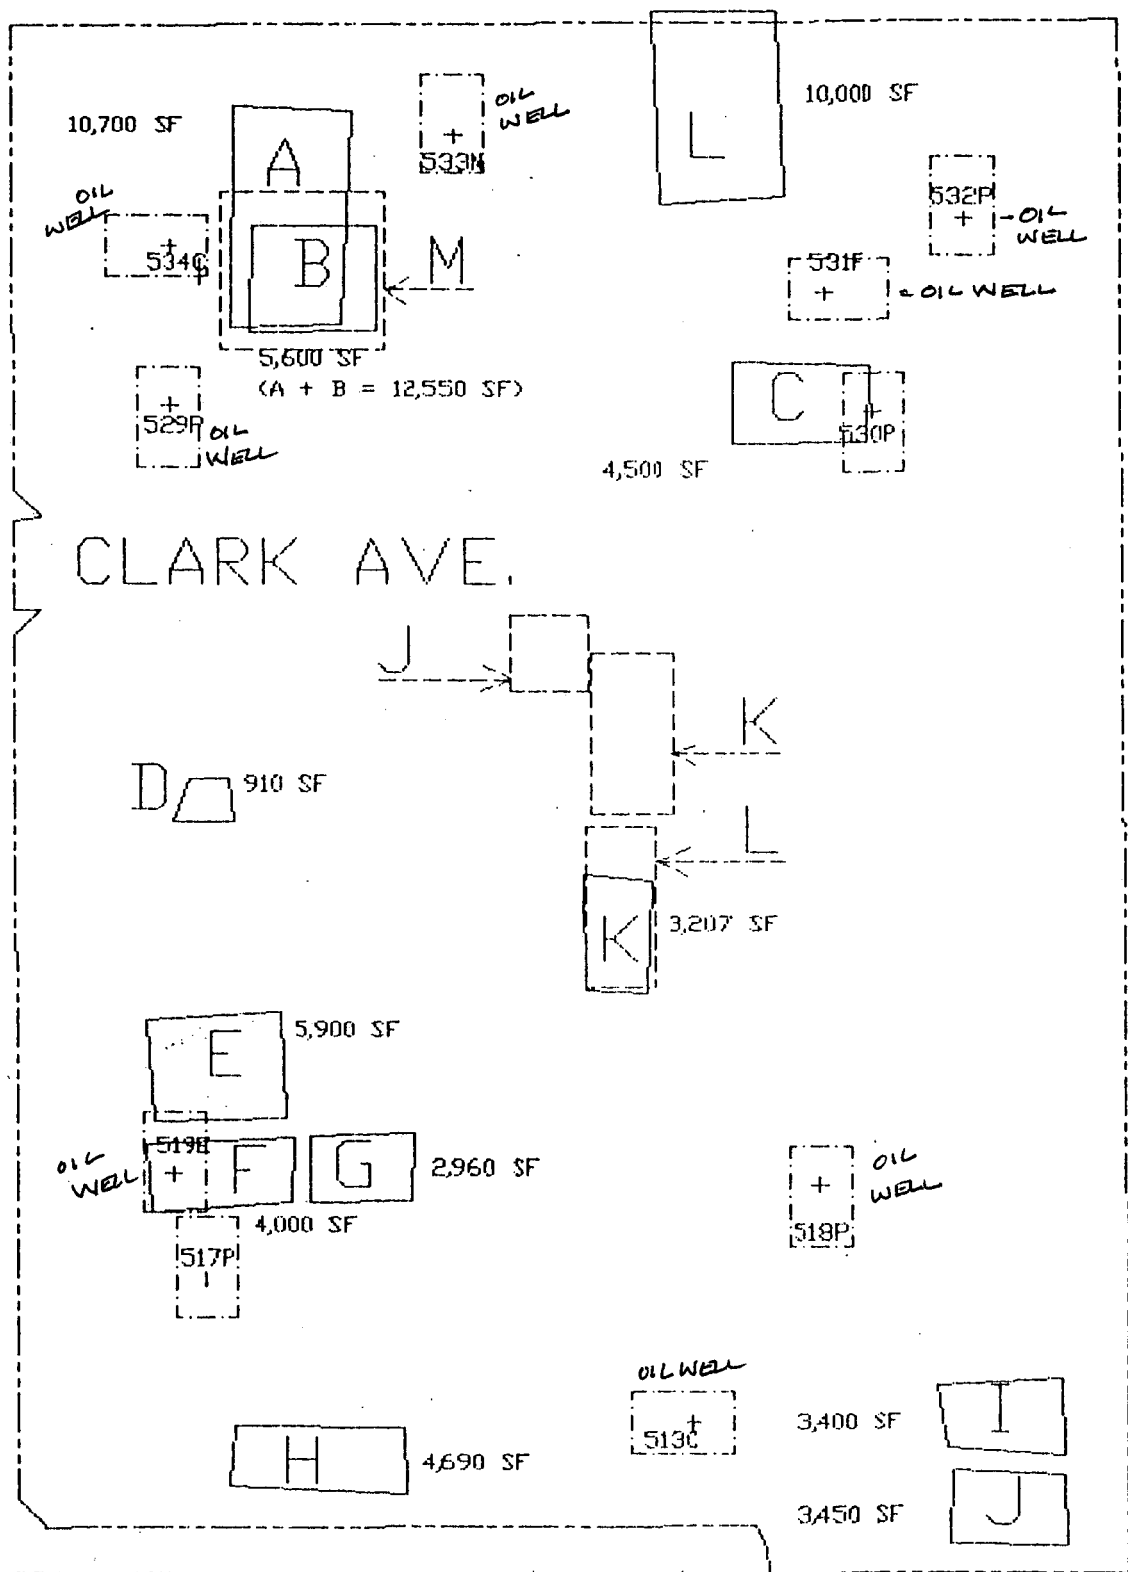 OIL
WELL
10,700 SF
A
533N
L
10,000 SF
OIL
WELL
534C
B
M
532P
OIL
WELL
531F
OIL WELL
5,600 SF
(A + B = 12,550 SF)
529P
OIL
WELL
C
530P
4,500 SF
CLARK AVE.
J
K
D
910 SF
L
K
3,207 SF
E
5,900 SF
519
OIL
WELL
F
G
2,960 SF
4,000 SF
517P
OIL
WELL
518P
OIL WELL
513C
3,400 SF
I
H
4,690 SF
3,450 SF
J